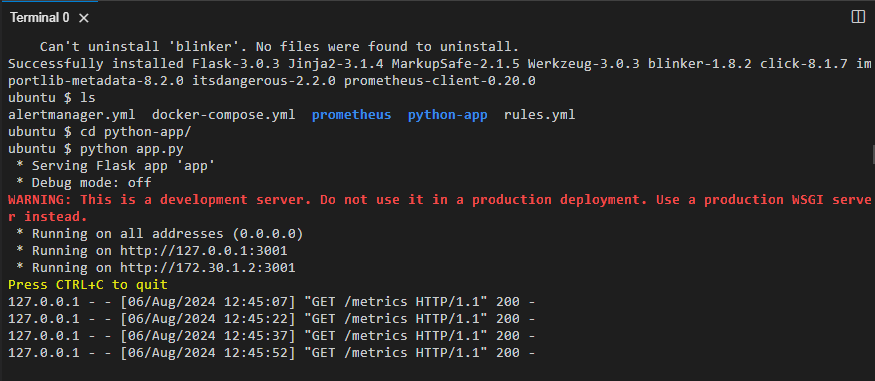 Terminal 0 ×
Can't uninstall 'blinker'. No files were found to uninstall.
Successfully installed Flask-3.0.3 Jinja2-3.1.4 MarkupSafe-2.1.5 Werkzeug-3.0.3 blinker-1.8.2 click-8.1.7 im
portlib-metadata-8.2.0 itsdangerous-2.2.0 prometheus-client-0.20.0
ubuntu $ ls
alertmanager.yml  docker-compose.yml  prometheus  python-app  rules.yml
ubuntu $ cd python-app/
ubuntu $ python app.py
 * Serving Flask app 'app'
 * Debug mode: off
WARNING: This is a development server. Do not use it in a production deployment. Use a production WSGI serve
r instead.
 * Running on all addresses (0.0.0.0)
 * Running on http://127.0.0.1:3001
 * Running on http://172.30.1.2:3001
Press CTRL+C to quit
127.0.0.1 - - [06/Aug/2024 12:45:07] "GET /metrics HTTP/1.1" 200 -
127.0.0.1 - - [06/Aug/2024 12:45:22] "GET /metrics HTTP/1.1" 200 -
127.0.0.1 - - [06/Aug/2024 12:45:37] "GET /metrics HTTP/1.1" 200 -
127.0.0.1 - - [06/Aug/2024 12:45:52] "GET /metrics HTTP/1.1" 200 -